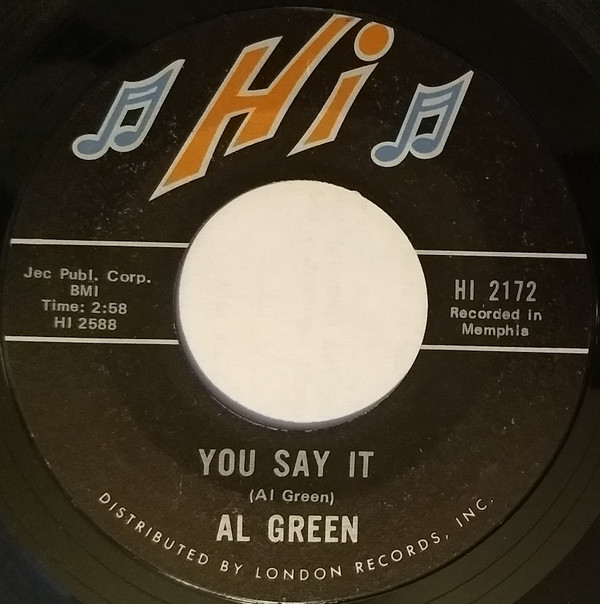 Hi
Jec Publ. Corp.
BMI
Time: 2:58
HI 2588
HI 2172
Recorded in
Memphis
YOU SAY IT
(Al Green)
AL GREEN
DISTRIBUTED BY LONDON RECORDS, INC.